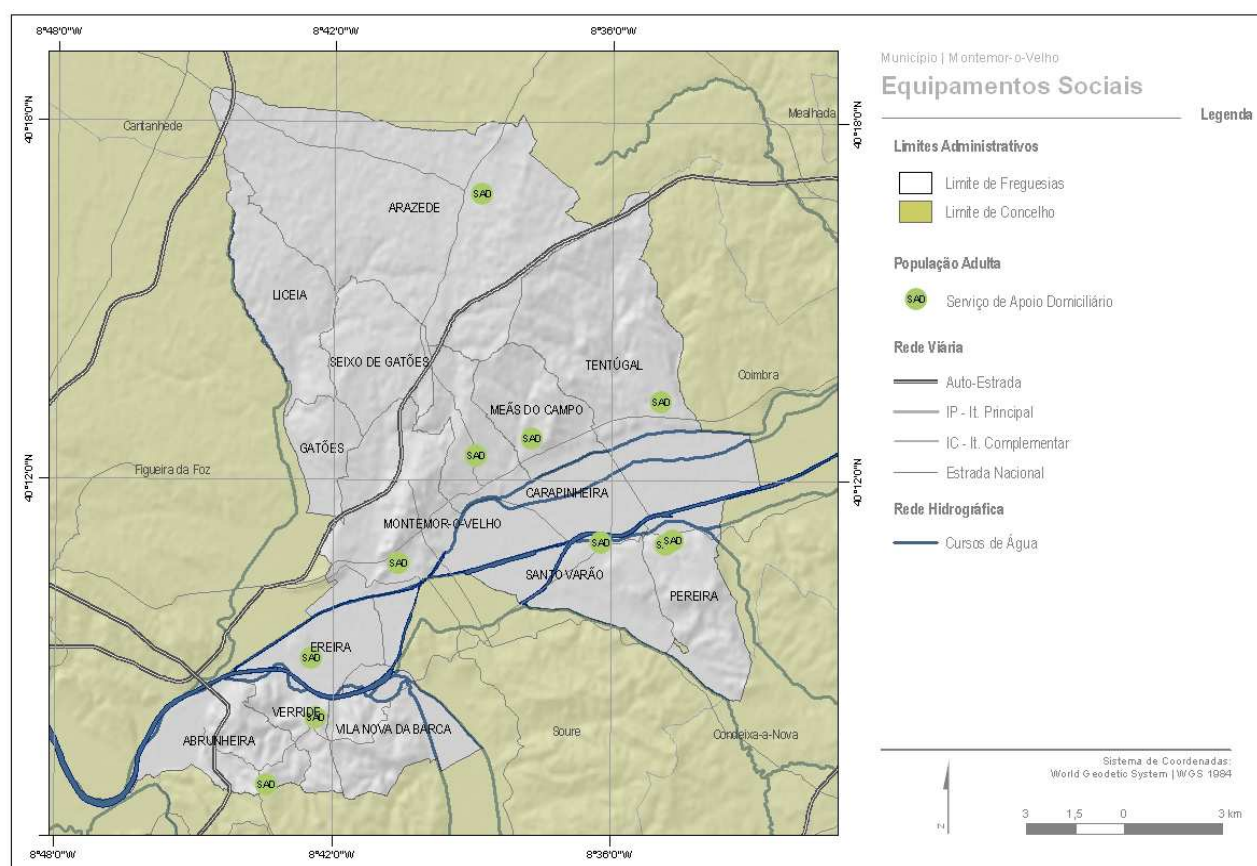 8°48'0"W
8°42'0"W
8°36'0"W
40°18'0"N
40°18'0"N
Cantanhede
Mealhada
ARAZEDE
SAD
LICEIA
SEIXO DE GATÕES
TENTÚGAL
Coimbra
MEÃS DO CAMPO
SAD
SAD
GATÕES
SAD
Figueira da Foz
40°12'0"N
40°12'0"N
CARAPINHEIRA
MONTEMOR-O-VELHO
SAD
S
SAD
SAD
SANTO VARÃO
PEREIRA
EREIRA
SAD
VERRIDE
SAD
VILA NOVA DA BARCA
ABRUNHEIRA
Soure
Condeixa-a-Nova
SAD
8°48'0"W
8°42'0"W
8°36'0"W
Município | Montemor-o-Velho
Equipamentos Sociais
Legenda
Limites Administrativos
Limite de Freguesias
Limite de Concelho
População Adulta
SAD Serviço de Apoio Domiciliário
Rede Viária
Auto-Estrada
IP - It. Principal
IC - It. Complementar
Estrada Nacional
Rede Hidrográfica
Cursos de Água
Sistema de Coordenadas:
World Geodetic System | WGS 1984
N
3 1,5 0 3 km